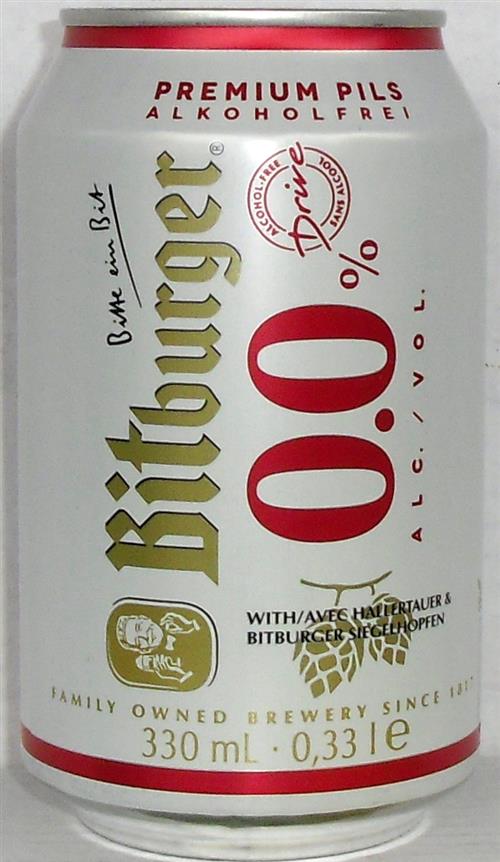 PREMIUM PILS
ALKOHOLFREI
Bitte ein Bit
Bitburger®
ALCOHOL-FREE
Drive
SANS ALCOOL
0.0%
ALC./VOL.
WITH/AVEC HALLERTAUER &
BITBURGER SIEGELHOPFEN
FAMILY OWNED BREWERY SINCE 1817
330 mL · 0,33 l e